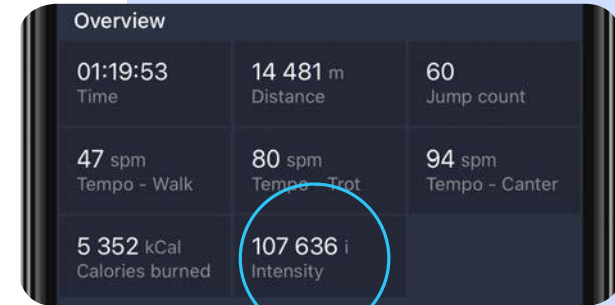 Overview
01:19:53 14 481 m 60
Time Distance Jump count
47 spm 80 spm 94 spm
Tempo - Walk Tempo - Trot Tempo - Canter
5 352 kCal 107 636 i
Calories burned Intensity